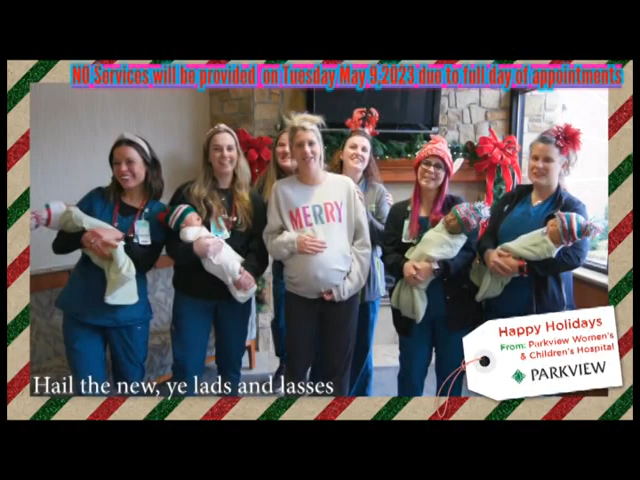 NO Services will be provided on Tuesday May 9,2023 due to full day of appointments
MERRY
Happy Holidays
From: Parkview Women's
& Children's Hospital
PARKVIEW
Hail the new, ye lads and lasses